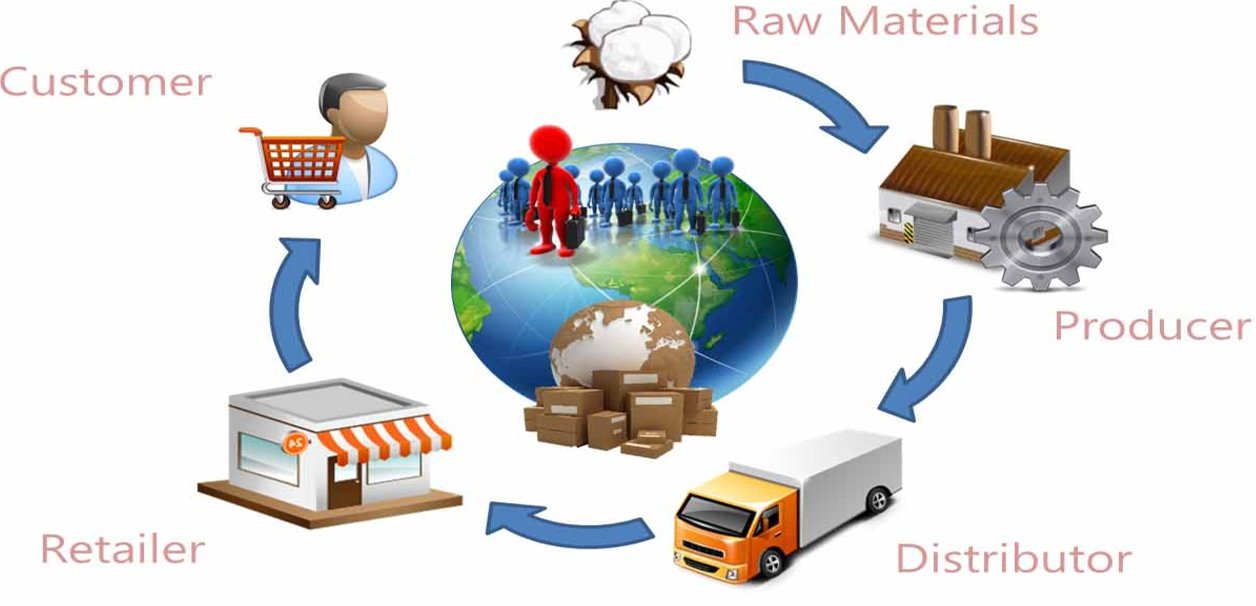 Raw Materials
Customer
Producer
Retailer
Distributor